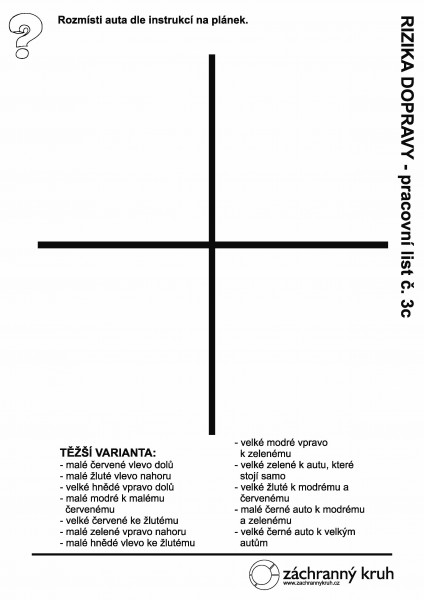 Rozmísti auta dle instrukcí na plánek.
RIZIKA DOPRAVY - pracovní list č. 3c
TĚŽŠÍ VARIANTA:
- malé červené vlevo dolů
- malé žluté vlevo nahoru
- velké hnědé vpravo dolů
- malé modré k malému
červenému
- velké červené ke žlutému
- malé zelené vpravo nahoru
- malé hnědé vlevo ke žlutému
- velké modré vpravo
k zelenému
- velké zelené k autu, které
stojí samo
- velké žluté k modrému a
červenému
- malé černé auto k modrému
a zelenému
- velké černé auto k velkým
autům
záchranný kruh
www.zachrannykruh.cz